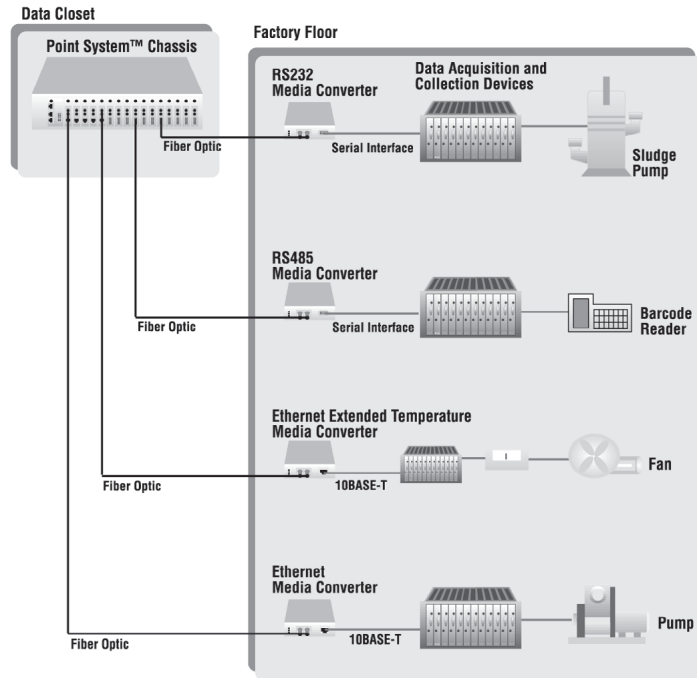 Data Closet
Point System™ Chassis
Factory Floor
RS232
Media Converter
Data Acquisition and
Collection Devices
Fiber Optic
Serial Interface
Sludge
Pump
RS485
Media Converter
Fiber Optic
Serial Interface
Barcode
Reader
Ethernet Extended Temperature
Media Converter
Fiber Optic
10BASE-T
Fan
Ethernet
Media Converter
Fiber Optic
10BASE-T
Pump